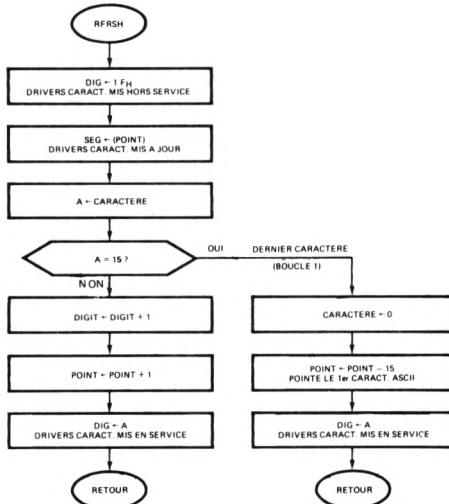 RFRSH
DIG ← 1 F_H
DRIVERS CARACT. MIS HORS SERVICE
SEG ← (POINT)
DRIVERS CARACT. MIS A JOUR
A ← CARACTERE
A = 15 ?
OUI
DERNIER CARACTERE
(BOUCLE 1)
NON
DIGIT ← DIGIT + 1
POINT ← POINT + 1
DIG ← A
DRIVERS CARACT. MIS EN SERVICE
RETOUR
CARACTERE ← 0
POINT ← POINT − 15
POINTE LE 1er CARACT. ASCII
DIG ← A
DRIVERS CARACT. MIS EN SERVICE
RETOUR